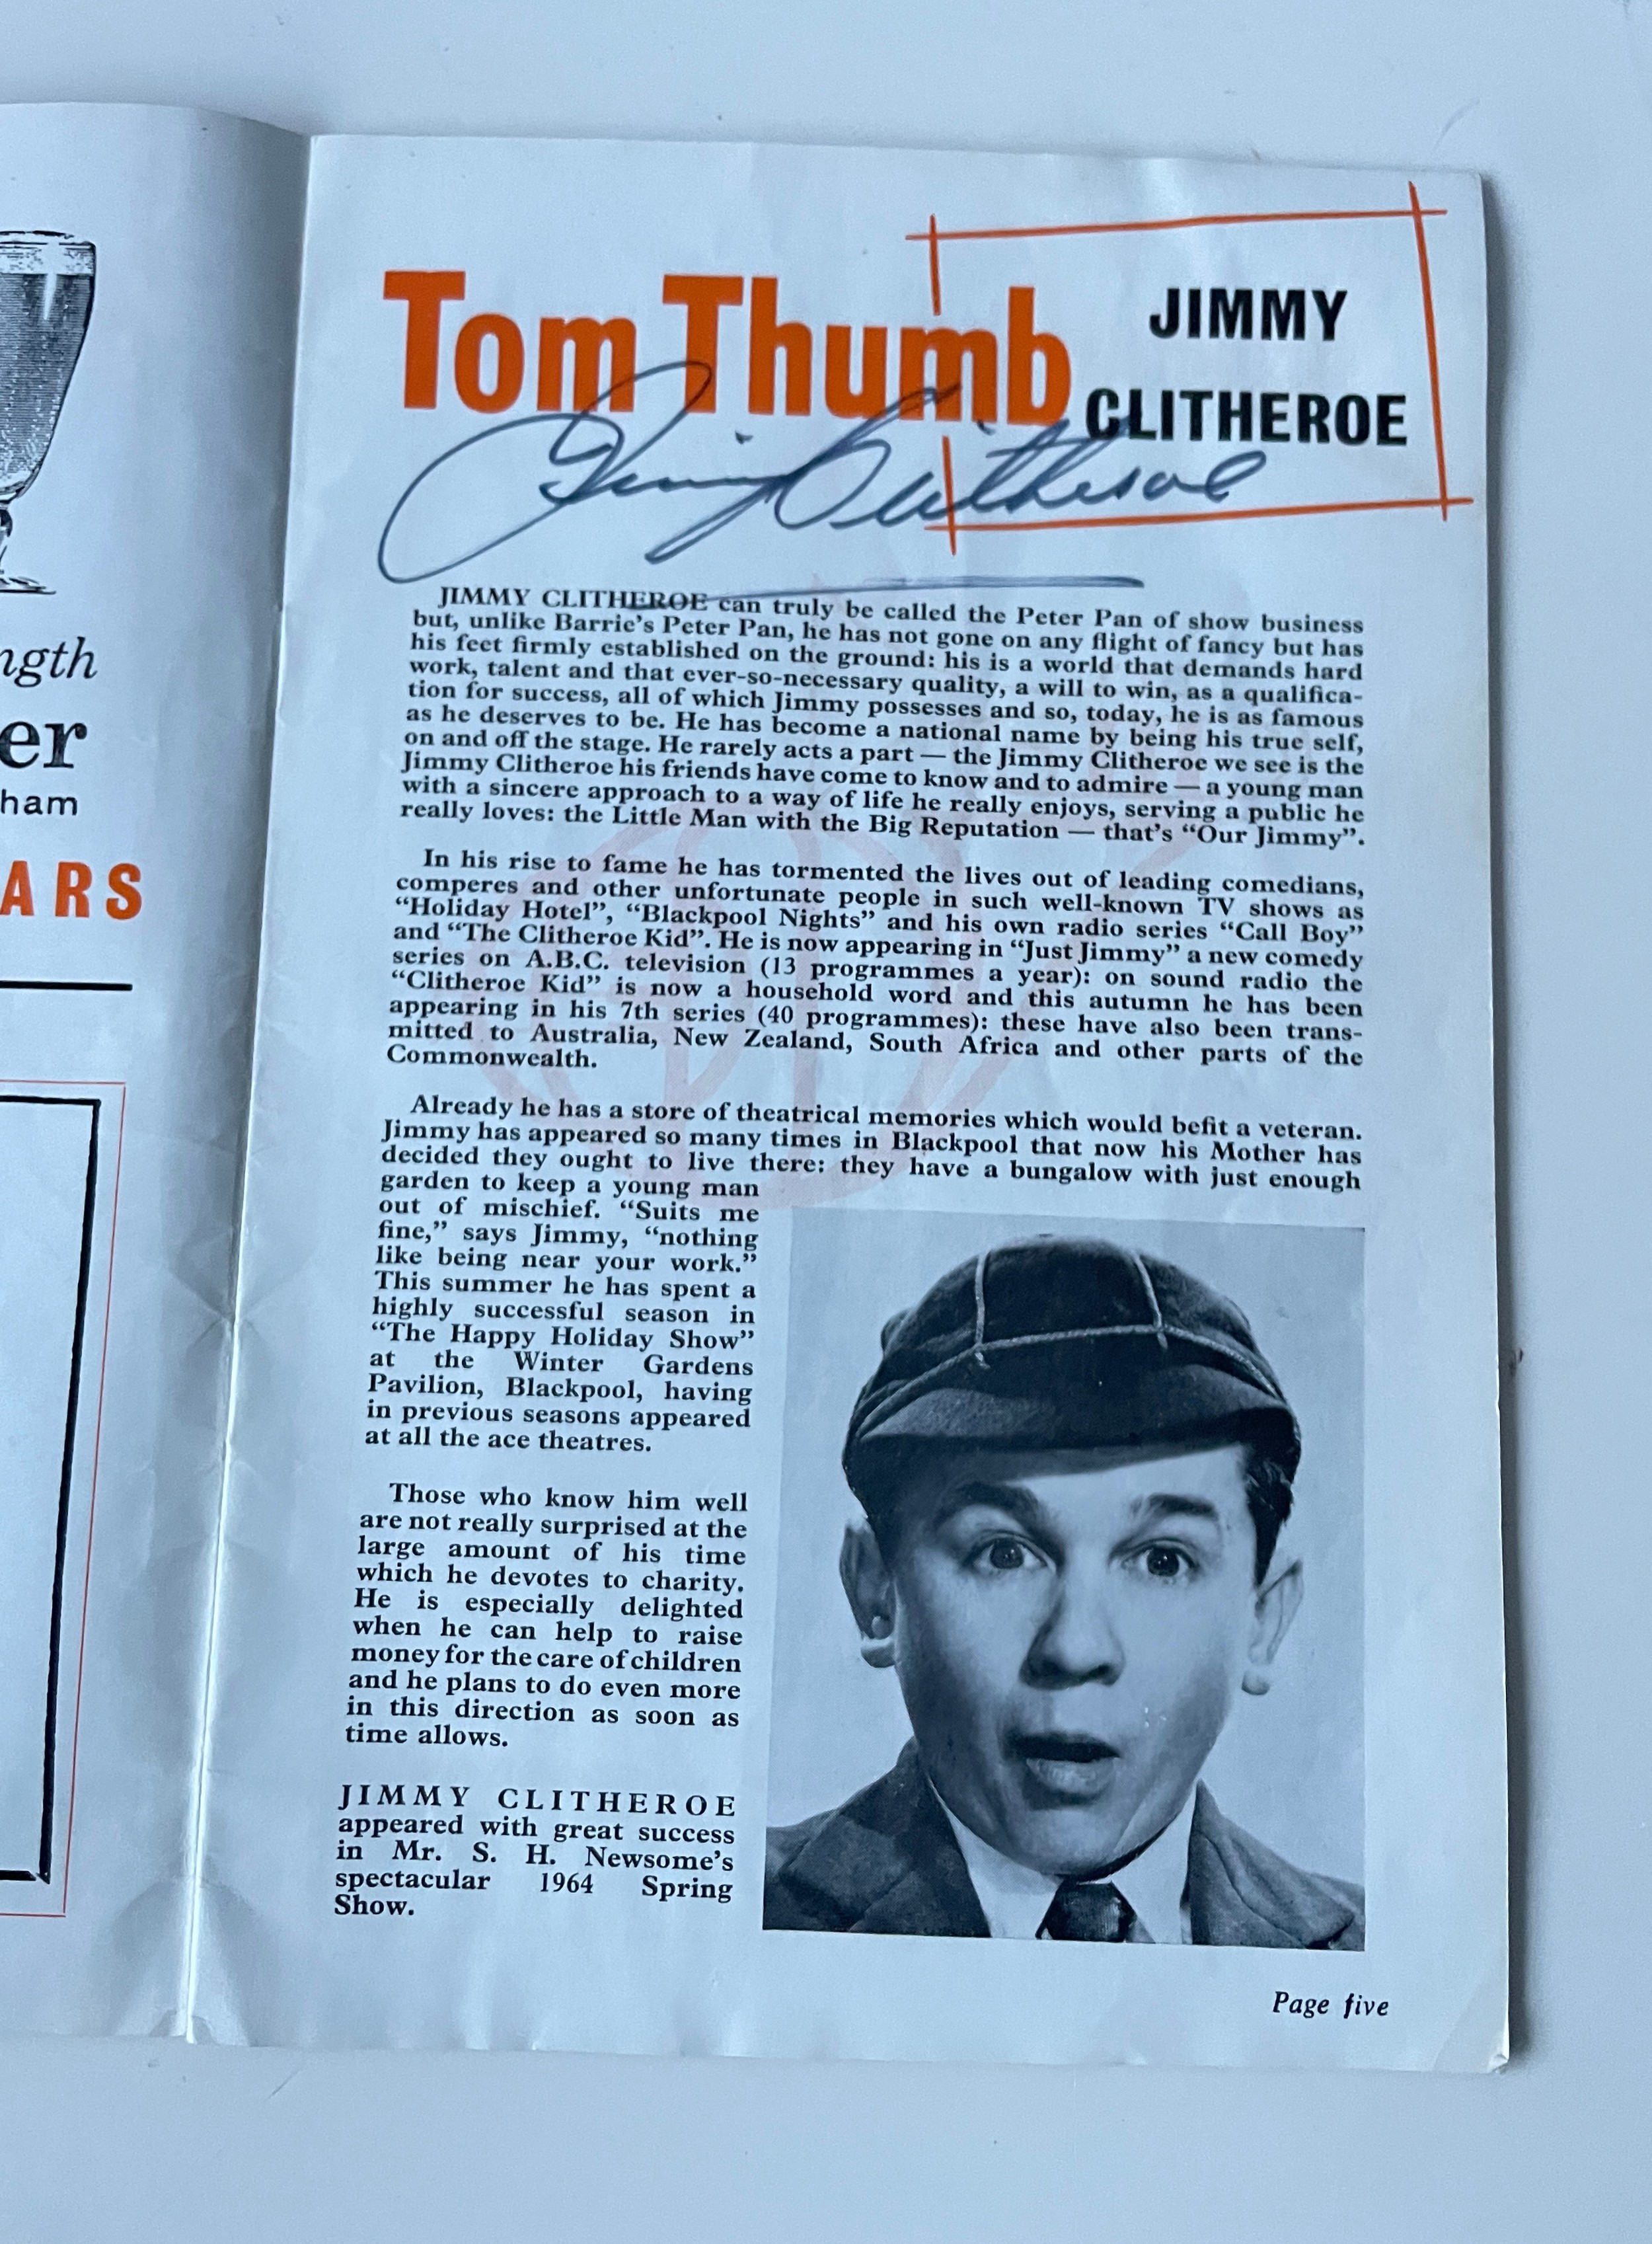 ngth
er
ham
ARS
Tom Thumb
JIMMY
CLITHEROE
Jimmy Clitheroe
JIMMY CLITHEROE can truly be called the Peter Pan of show business
but, unlike Barrie's Peter Pan, he has not gone on any flight of fancy but has
his feet firmly established on the ground: his is a world that demands hard
work, talent and that ever-so-necessary quality, a will to win, as a qualifica-
tion for success, all of which Jimmy possesses and so, today, he is as famous
as he deserves to be. He has become a national name by being his true self,
on and off the stage. He rarely acts a part — the Jimmy Clitheroe we see is the
Jimmy Clitheroe his friends have come to know and to admire — a young man
with a sincere approach to a way of life he really enjoys, serving a public he
really loves: the Little Man with the Big Reputation — that's “Our Jimmy”.
In his rise to fame he has tormented the lives out of leading comedians,
comperes and other unfortunate people in such well-known TV shows as
“Holiday Hotel”, “Blackpool Nights” and his own radio series “Call Boy”
and “The Clitheroe Kid”. He is now appearing in “Just Jimmy” a new comedy
series on A.B.C. television (13 programmes a year): on sound radio the
“Clitheroe Kid” is now a household word and this autumn he has been
appearing in his 7th series (40 programmes): these have also been trans-
mitted to Australia, New Zealand, South Africa and other parts of the
Commonwealth.
Already he has a store of theatrical memories which would befit a veteran.
Jimmy has appeared so many times in Blackpool that now his Mother has
decided they ought to live there: they have a bungalow with just enough
garden to keep a young man
out of mischief. “Suits me
fine,” says Jimmy, “nothing
like being near your work.”
This summer he has spent a
highly successful season in
“The Happy Holiday Show”
at the Winter Gardens
Pavilion, Blackpool, having
in previous seasons appeared
at all the ace theatres.
Those who know him well
are not really surprised at the
large amount of his time
which he devotes to charity.
He is especially delighted
when he can help to raise
money for the care of children
and he plans to do even more
in this direction as soon as
time allows.
JIMMY CLITHEROE
appeared with great success
in Mr. S. H. Newsome's
spectacular 1964 Spring
Show.
Page five